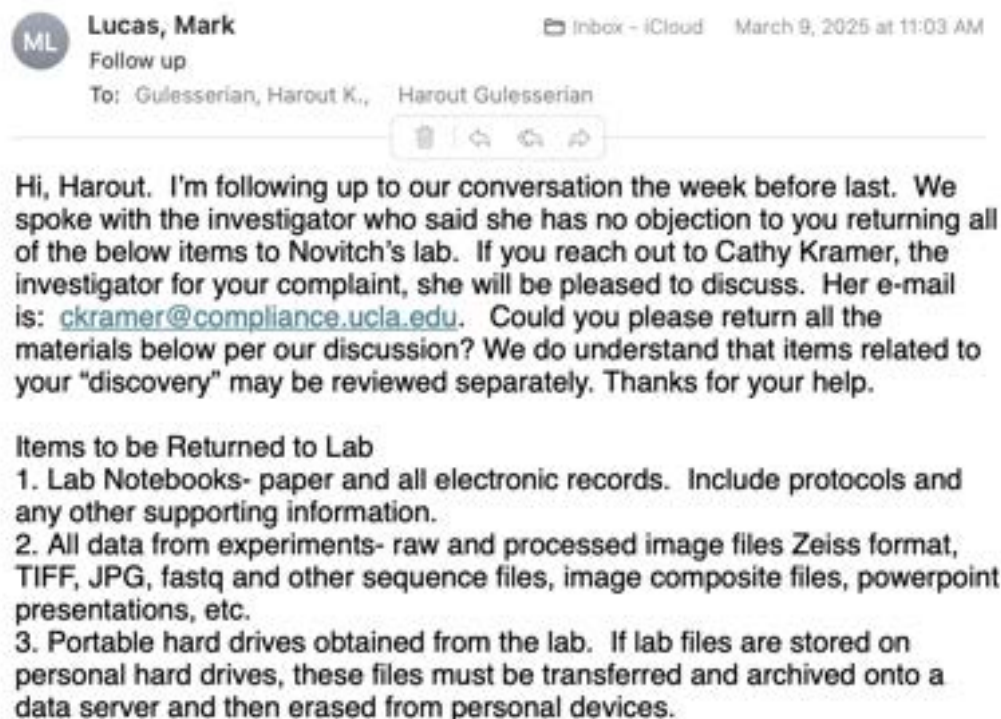 ML
Lucas, Mark
Inbox - iCloud
March 9, 2025 at 11:03 AM
Follow up
To: Gulesserian, Harout K., Harout Gulesserian
Hi, Harout. I'm following up to our conversation the week before last. We
spoke with the investigator who said she has no objection to you returning all
of the below items to Novitch's lab. If you reach out to Cathy Kramer, the
investigator for your complaint, she will be pleased to discuss. Her e-mail
is: ckramer@compliance.ucla.edu. Could you please return all the
materials below per our discussion? We do understand that items related to
your “discovery” may be reviewed separately. Thanks for your help.
Items to be Returned to Lab
1. Lab Notebooks- paper and all electronic records. Include protocols and
any other supporting information.
2. All data from experiments- raw and processed image files Zeiss format,
TIFF, JPG, fastq and other sequence files, image composite files, powerpoint
presentations, etc.
3. Portable hard drives obtained from the lab. If lab files are stored on
personal hard drives, these files must be transferred and archived onto a
data server and then erased from personal devices.